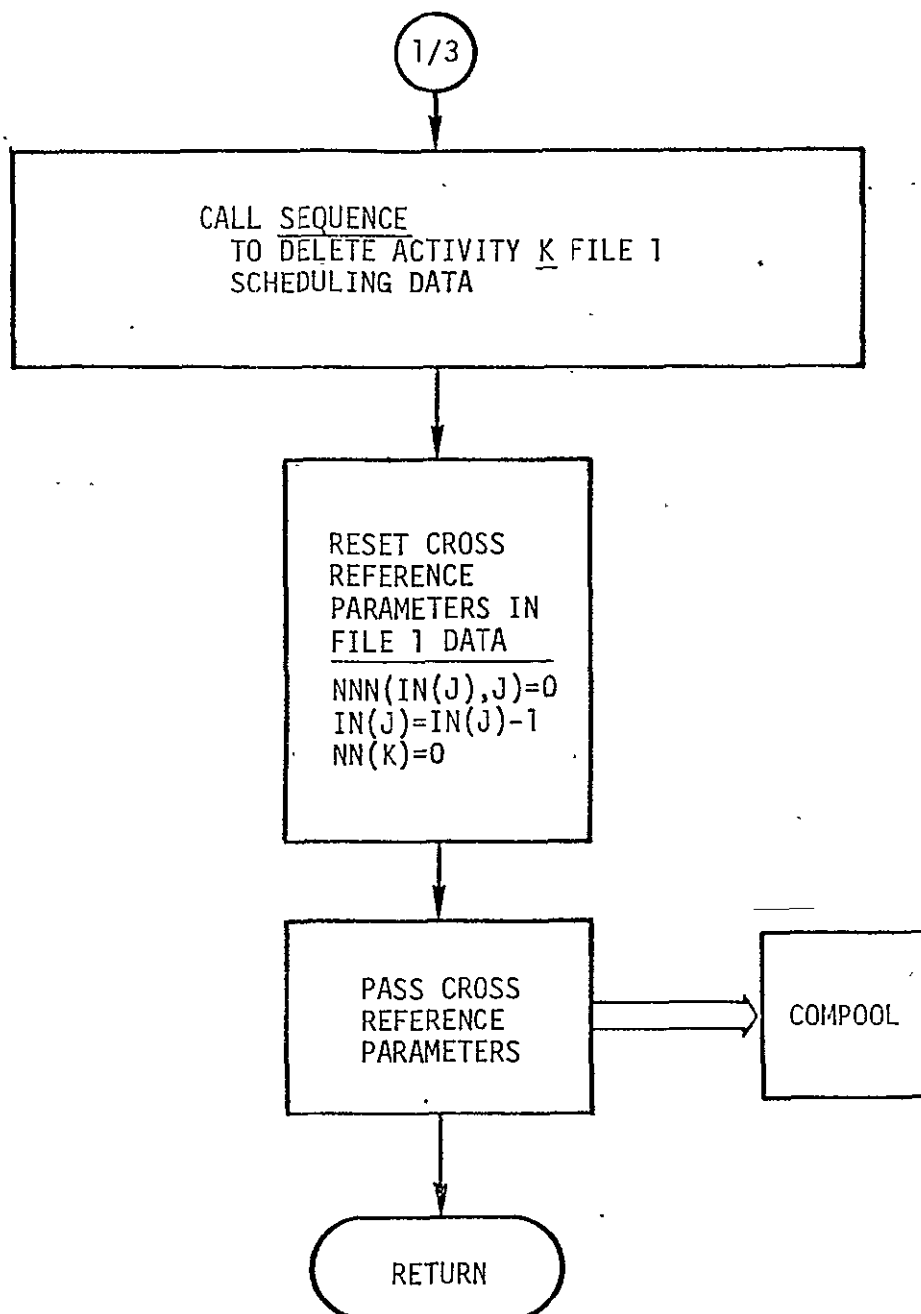 1/3
CALL SEQUENCE
TO DELETE ACTIVITY K FILE 1
SCHEDULING DATA
RESET CROSS
REFERENCE
PARAMETERS IN
FILE 1 DATA
NNN(IN(J),J)=0
IN(J)=IN(J)-1
NN(K)=0
PASS CROSS
REFERENCE
PARAMETERS
COMPOOL
RETURN